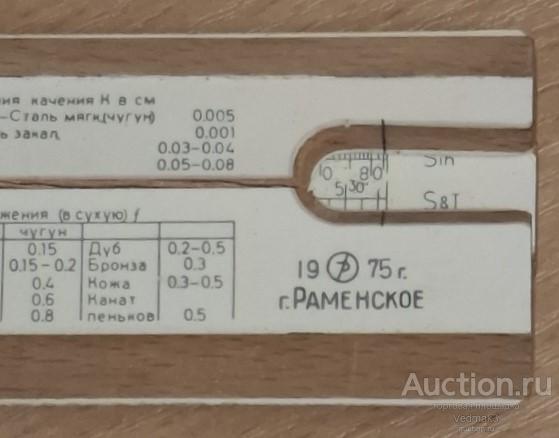 ния качения К в см
-Сталь мягк(чугун) 0.005
ь закал. 0.001
0.03-0.04
0.05-0.08
жения (в сухую) f
чугун
0.15 Дуб 0.2-0.5
0.15-0.2 Бронза 0.3
0.4 Кожа 0.3-0.5
0.6 Канат
0.8 пеньков 0.5
Sin
S&T
19 75 г.
г.РАМЕНСКОЕ
Auction.ru
Vedmaka
auction.ru